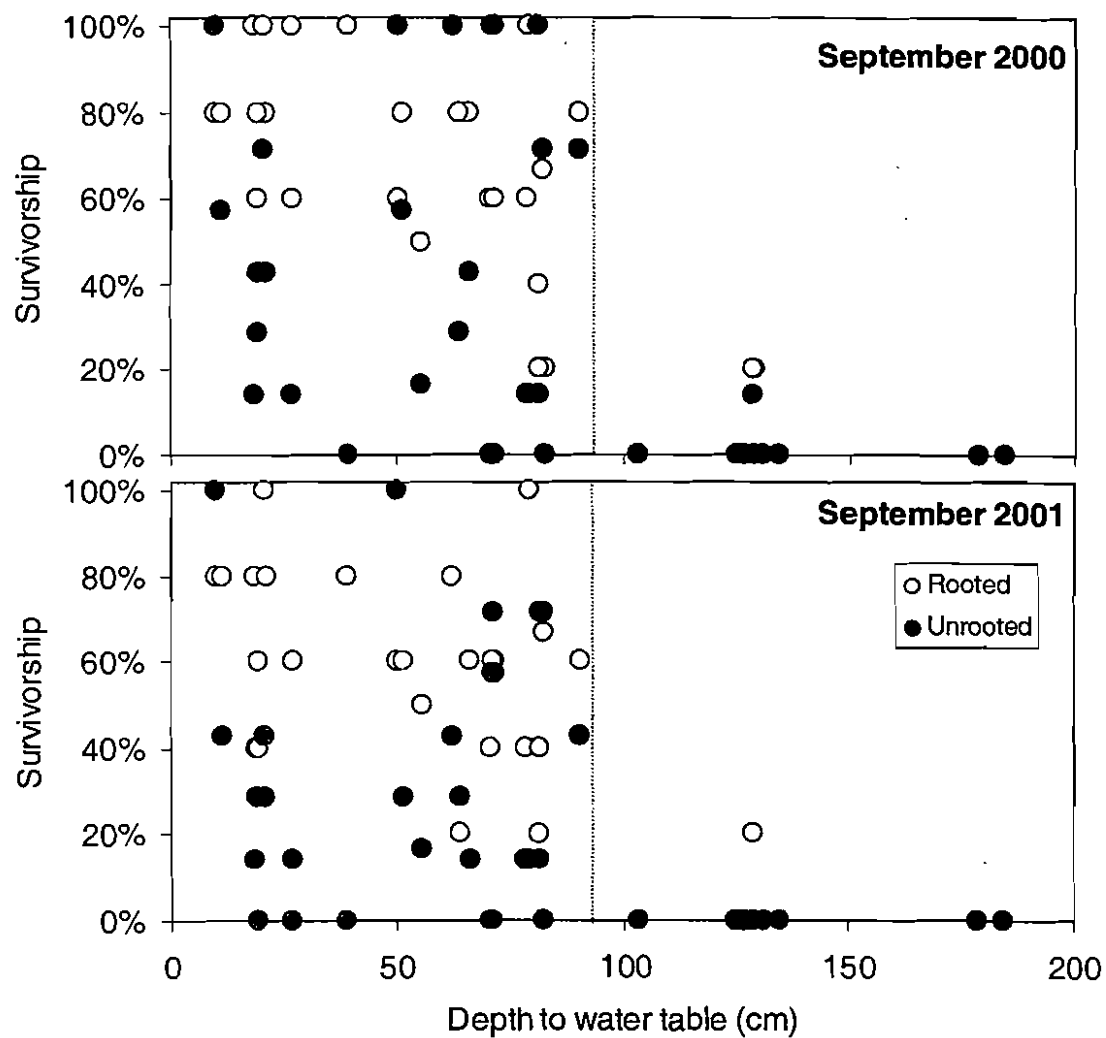 100%
September 2000
80%
60%
40%
20%
0%
Survivorship
100%
September 2001
80%
60%
40%
20%
0%
Survivorship
Rooted
Unrooted
0 50 100 150 200
Depth to water table (cm)